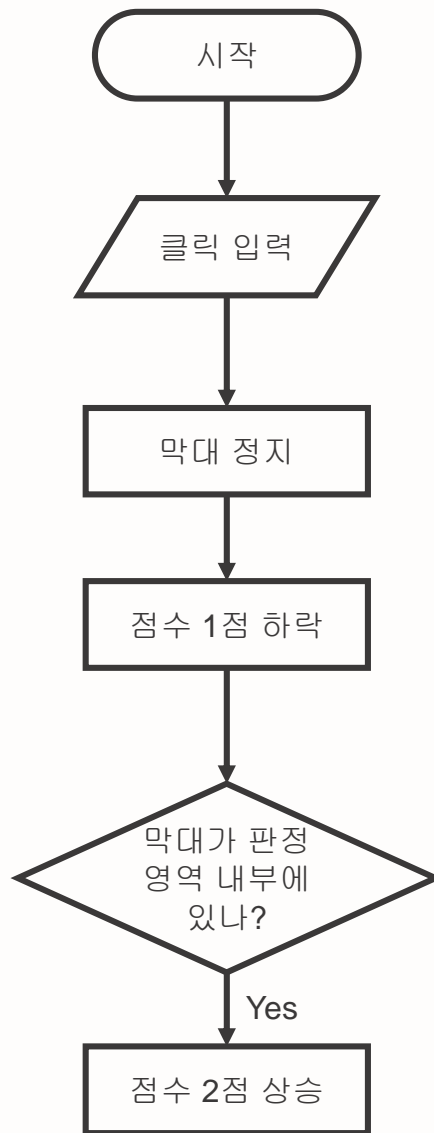 시작
클릭 입력
막대 정지
점수 1점 하락
막대가 판정
영역 내부에
있나?
Yes
점수 2점 상승